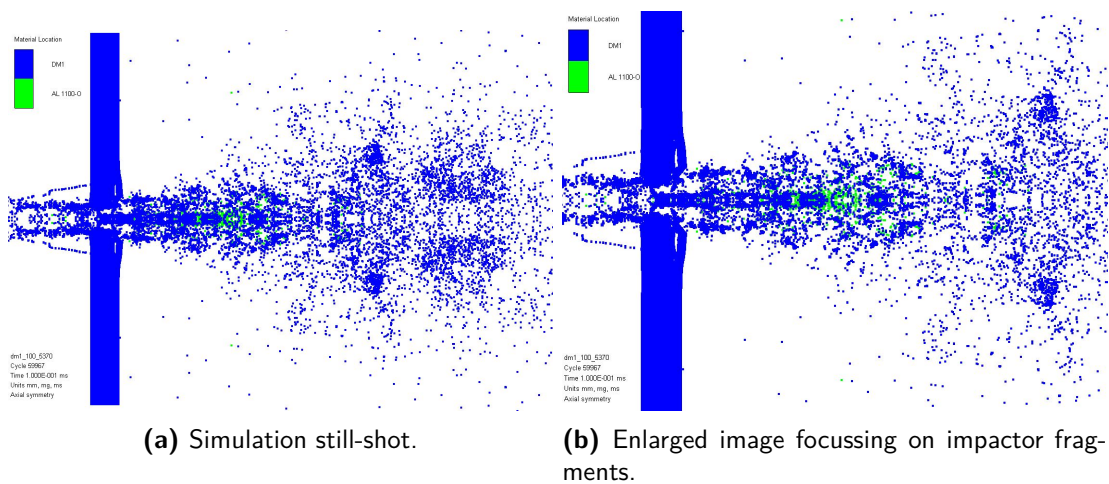 Material Location
DM1
AL 1100-O
dm1_100_5370
Cycle 59967
Time 1.000E-001 ms
Units mm, mg, ms
Axial symmetry
(a) Simulation still-shot.
Material Location
DM1
AL 1100-O
dm1_100_5370
Cycle 59967
Time 1.000E-001 ms
Units mm, mg, ms
Axial symmetry
(b) Enlarged image focussing on impactor frag-
ments.